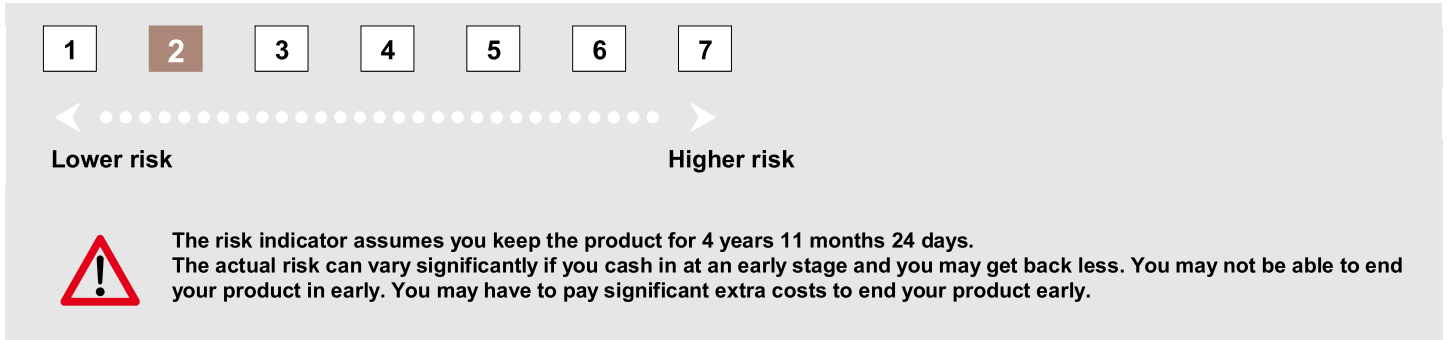 1 2 3 4 5 6 7
Lower risk Higher risk
The risk indicator assumes you keep the product for 4 years 11 months 24 days.
The actual risk can vary significantly if you cash in at an early stage and you may get back less. You may not be able to end
your product in early. You may have to pay significant extra costs to end your product early.